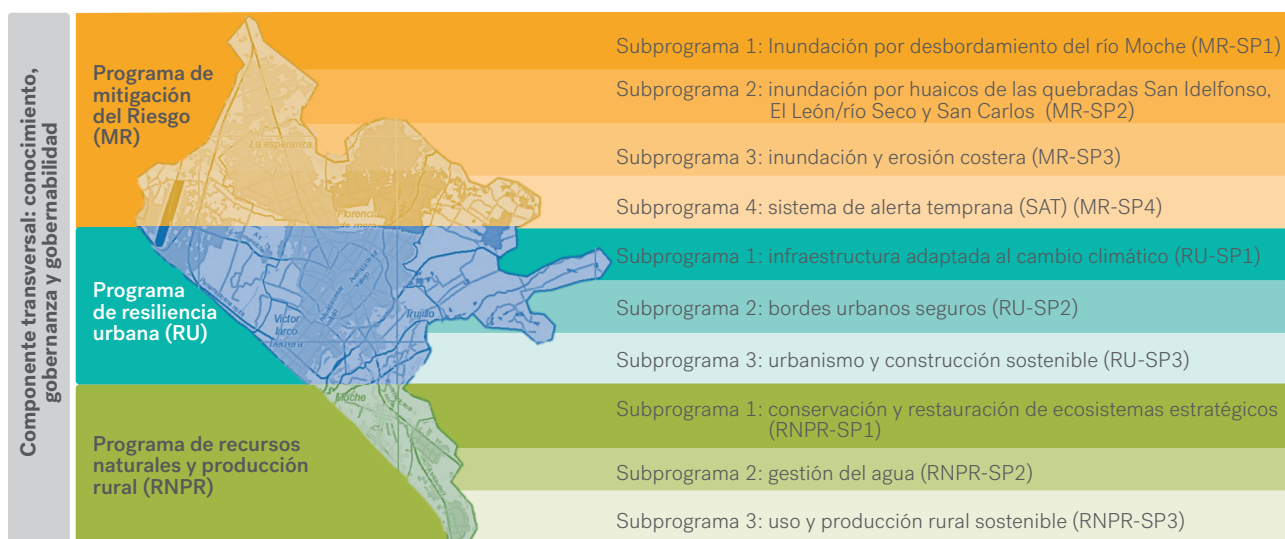 Componente transversal: conocimiento,
gobernanza y gobernabilidad
Programa de
mitigación
del Riesgo
(MR)
Subprograma 1: Inundación por desbordamiento del río Moche (MR-SP1)
Subprograma 2: inundación por huaicos de las quebradas San Idelfonso,
El León/río Seco y San Carlos (MR-SP2)
Subprograma 3: inundación y erosión costera (MR-SP3)
Subprograma 4: sistema de alerta temprana (SAT) (MR-SP4)
La esperanza
Florencia
de mora
Programa
de resiliencia
urbana (RU)
Subprograma 1: infraestructura adaptada al cambio climático (RU-SP1)
Subprograma 2: bordes urbanos seguros (RU-SP2)
Subprograma 3: urbanismo y construcción sostenible (RU-SP3)
Víctor
larco
herrera
Trujillo
Programa de recursos
naturales y producción
rural (RNPR)
Subprograma 1: conservación y restauración de ecosistemas estratégicos
(RNPR-SP1)
Subprograma 2: gestión del agua (RNPR-SP2)
Subprograma 3: uso y producción rural sostenible (RNPR-SP3)
Moche